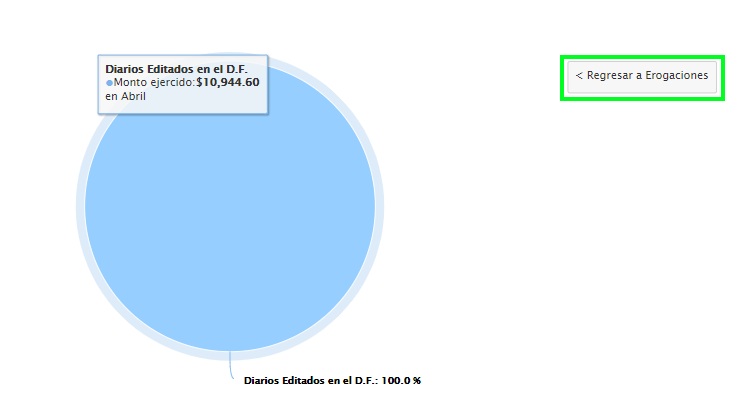 Diarios Editados en el D.F.
Monto ejercido: $10,944.60
en Abril
< Regresar a Erogaciones
Diarios Editados en el D.F.: 100.0 %